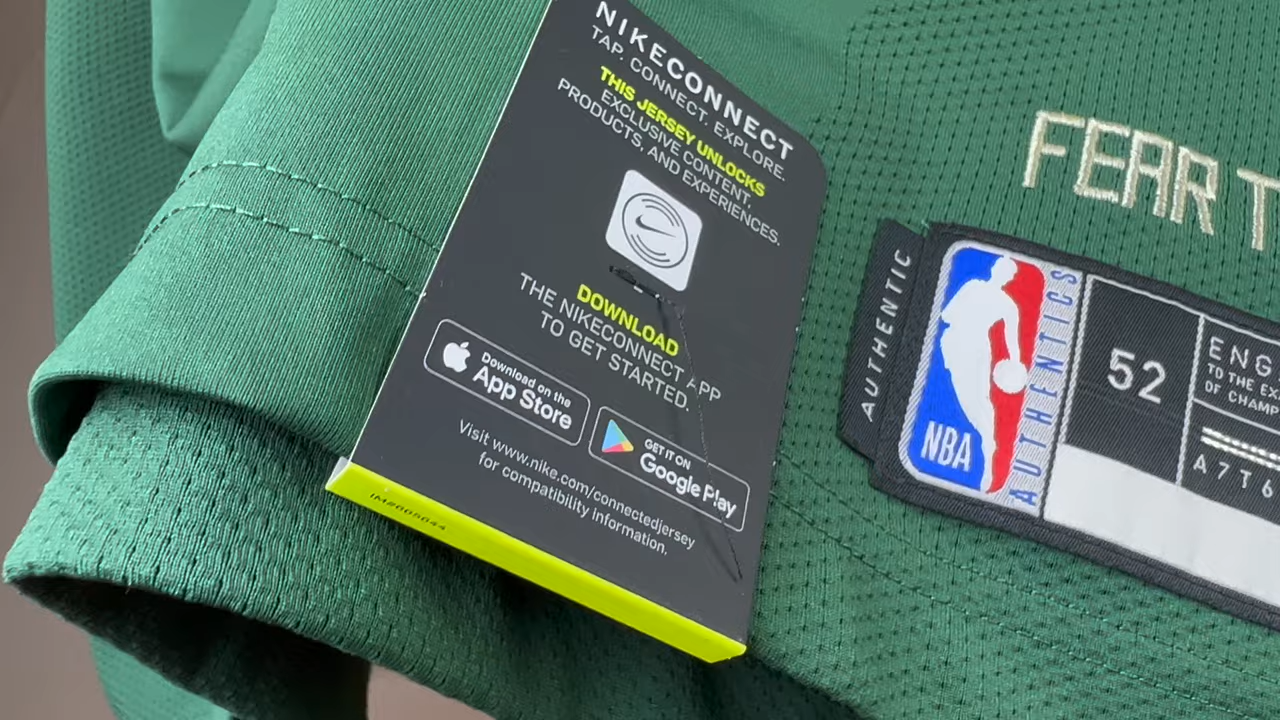 NIKECONNECT
TAP. CONNECT. EXPLORE.
THIS JERSEY UNLOCKS
EXCLUSIVE CONTENT,
PRODUCTS, AND EXPERIENCES.
DOWNLOAD
THE NIKECONNECT APP
TO GET STARTED.
Download on the
App Store
GET IT ON
Google Play
Visit www.nike.com/connectedjersey
for compatibility information.
FEAR T
AUTHENTIC
NBA
AUTHENTICS
52
ENG
TO THE EX
OF CHAMP
A7T6